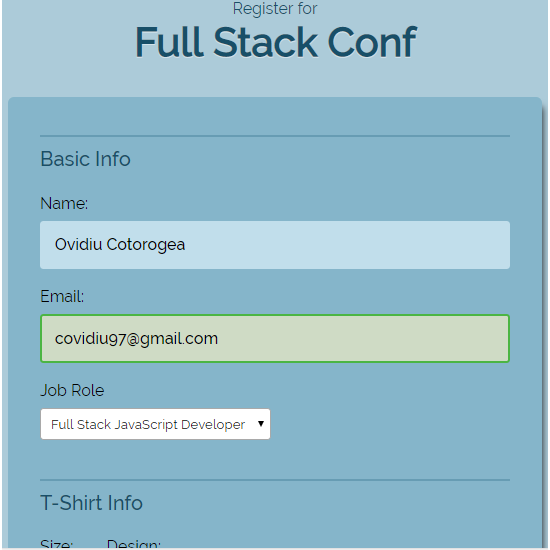 Register for
Full Stack Conf
Basic Info
Name:
Ovidiu Cotorogea
Email:
covidiu97@gmail.com
Job Role
Full Stack JavaScript Developer
T-Shirt Info
Size: Design: